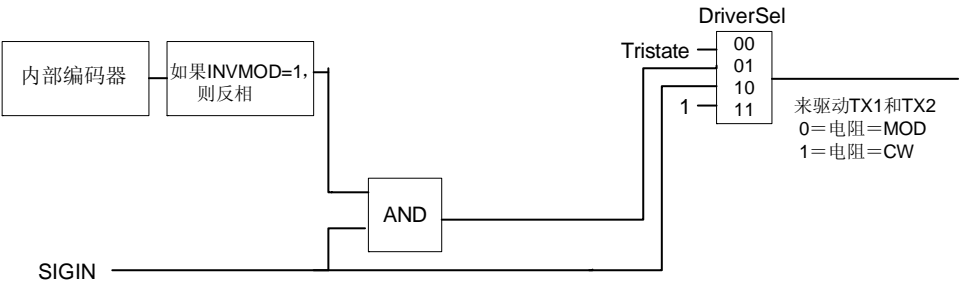 DriverSel
Tristate
00
01
10
11
1
内部编码器
如果INVMOD=1，
则反相
来驱动TX1和TX2
0＝电阻＝MOD
1＝电阻＝CW
AND
SIGIN